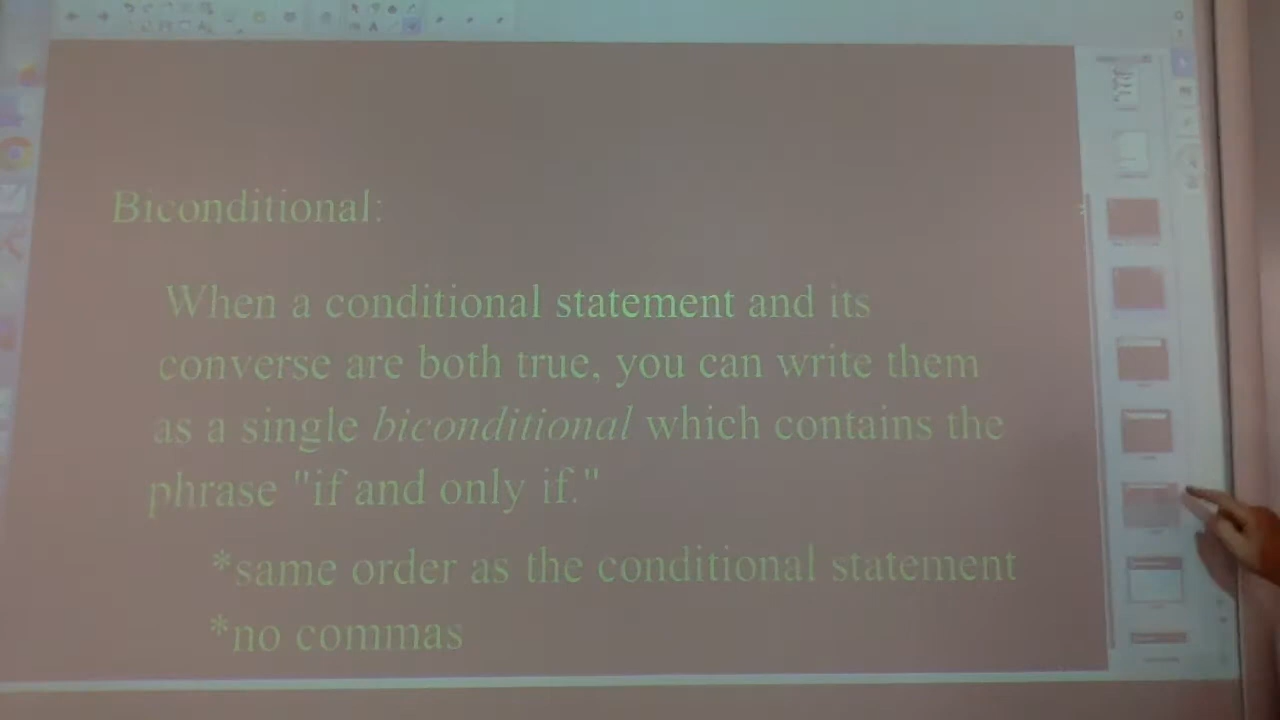 Biconditional:
When a conditional statement and its
converse are both true, you can write them
as a single biconditional which contains the
phrase "if and only if."
*same order as the conditional statement
*no commas